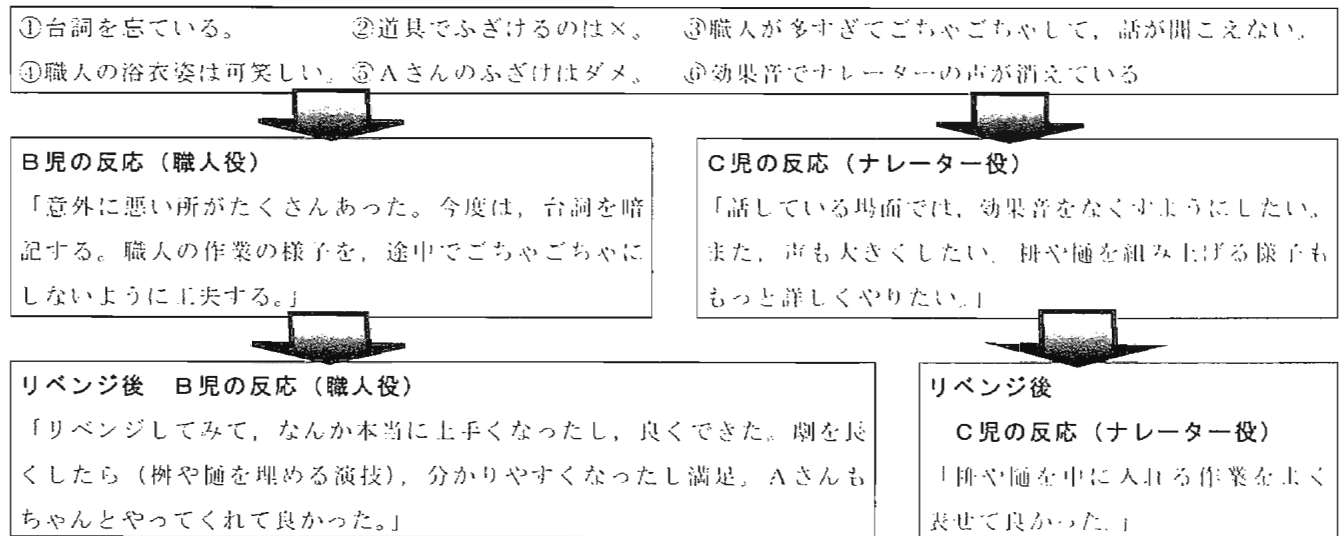 ①台詞を忘ている。　②道具でふざけるのは×。　③職人が多すぎてごちゃごちゃして，話が聞こえない。
④職人の浴衣姿は可笑しい。⑤Aさんのふざけはダメ。　⑥効果音でナレーターの声が消えている
B児の反応（職人役）
「意外に悪い所がたくさんあった。今度は，台詞を暗
記する。職人の作業の様子を，途中でごちゃごちゃに
しないように工夫する。」
C児の反応（ナレーター役）
「話している場面では，効果音をなくすようにしたい。
また，声も大きくしたい。枡や樋を組み上げる様子も
もっと詳しくやりたい。」
リベンジ後　B児の反応（職人役）
「リベンジしてみて，なんか本当に上手くなったし，良くできた。劇を長
くしたら（桝や樋を埋める演技），分かりやすくなったし満足，Aさんも
ちゃんとやってくれて良かった。」
リベンジ後
C児の反応（ナレーター役）
「枡や樋を中に入れる作業をよく
表せて良かった。」